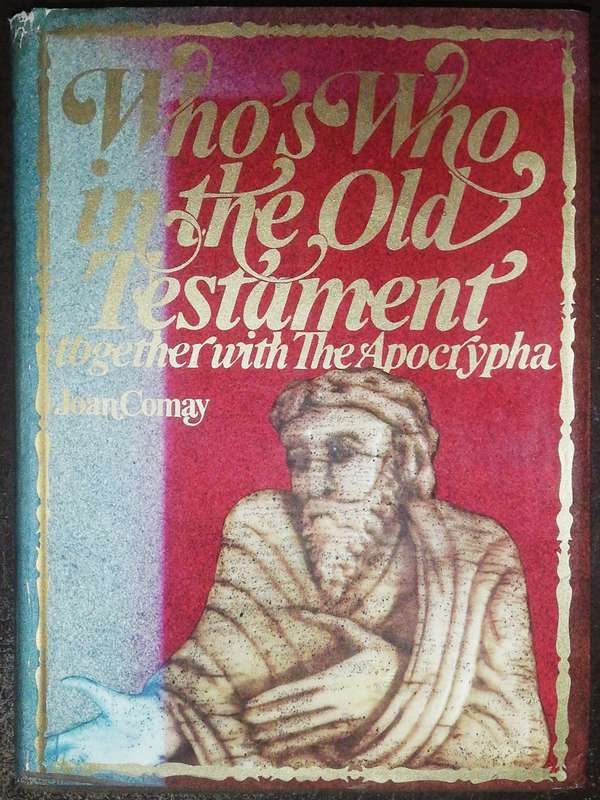 Who's Who
in the Old
Testament
together with The Apocrypha
Joan Comay